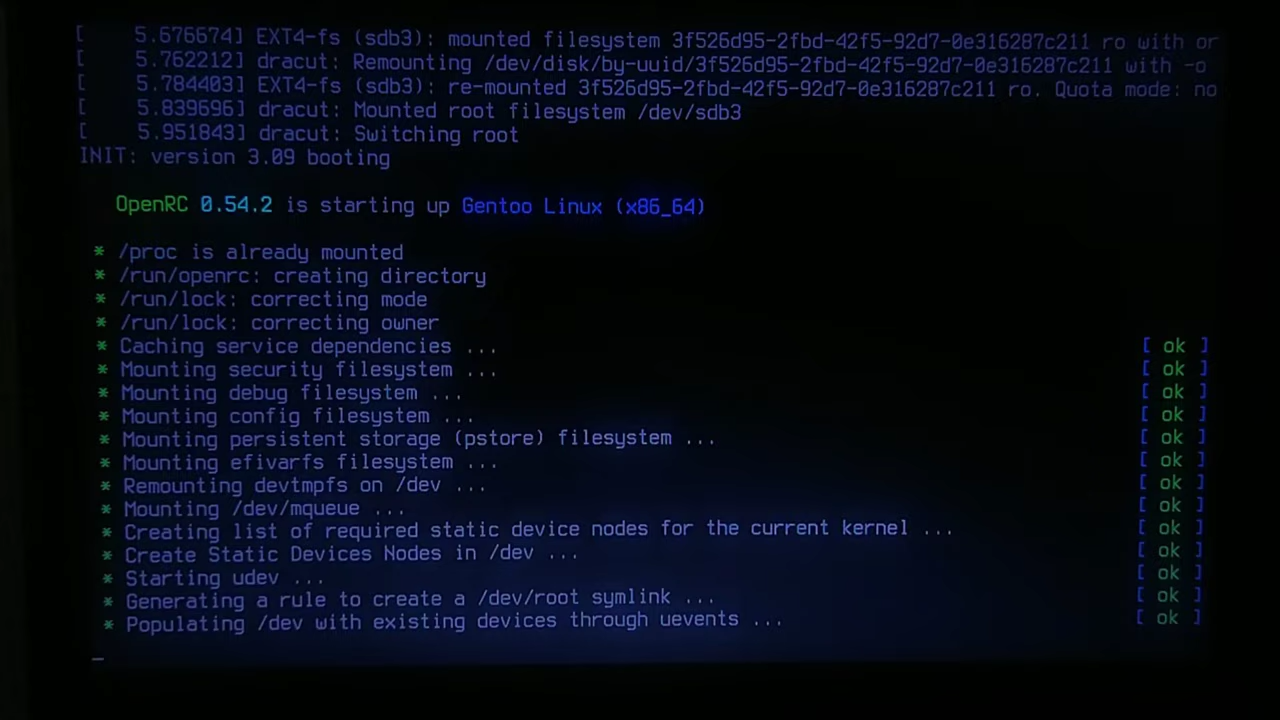 [    5.676674] EXT4-fs (sdb3): mounted filesystem 3f526d95-2fbd-42f5-92d7-0e316287c211 ro with or
[    5.762212] dracut: Remounting /dev/disk/by-uuid/3f526d95-2fbd-42f5-92d7-0e316287c211 with -o
[    5.784403] EXT4-fs (sdb3): re-mounted 3f526d95-2fbd-42f5-92d7-0e316287c211 ro. Quota mode: no
[    5.839696] dracut: Mounted root filesystem /dev/sdb3
[    5.951843] dracut: Switching root
INIT: version 3.09 booting
OpenRC 0.54.2 is starting up Gentoo Linux (x86_64)
* /proc is already mounted
* /run/openrc: creating directory
* /run/lock: correcting mode
* /run/lock: correcting owner
* Caching service dependencies ... [ ok ]
* Mounting security filesystem ... [ ok ]
* Mounting debug filesystem ... [ ok ]
* Mounting config filesystem ... [ ok ]
* Mounting persistent storage (pstore) filesystem ... [ ok ]
* Mounting efivarfs filesystem ... [ ok ]
* Remounting devtmpfs on /dev ... [ ok ]
* Mounting /dev/mqueue ... [ ok ]
* Creating list of required static device nodes for the current kernel ... [ ok ]
* Create Static Devices Nodes in /dev ... [ ok ]
* Starting udev ... [ ok ]
* Generating a rule to create a /dev/root symlink ... [ ok ]
* Populating /dev with existing devices through uevents ... [ ok ]
_